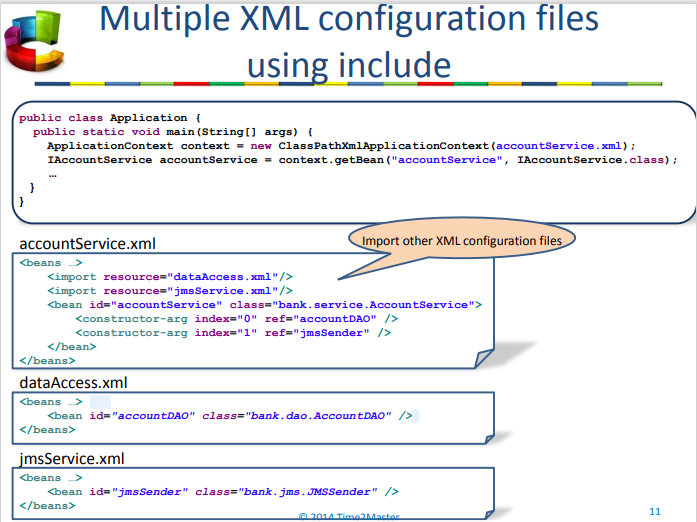 Multiple XML configuration files
using include
public class Application {
public static void main(String[] args) {
ApplicationContext context = new ClassPathXmlApplicationContext(accountService.xml);
IAccountService accountService = context.getBean("accountService", IAccountService.class);
…
}
}
accountService.xml
Import other XML configuration files
<beans …>
<import resource="dataAccess.xml"/>
<import resource="jmsService.xml"/>
<bean id="accountService" class="bank.service.AccountService">
<constructor-arg index="0" ref="accountDAO" />
<constructor-arg index="1" ref="jmsSender" />
</bean>
</beans>
dataAccess.xml
<beans …>
<bean id="accountDAO" class="bank.dao.AccountDAO" />
</beans>
jmsService.xml
<beans …>
<bean id="jmsSender" class="bank.jms.JMSSender" />
</beans>
© 2014 Time2Master
11